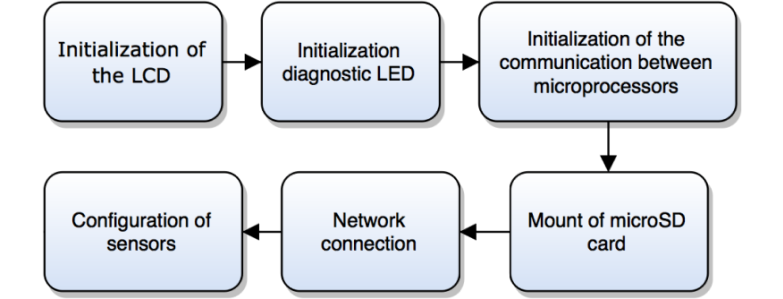 Initialization of
the LCD
Initialization
diagnostic LED
Initialization of the
communication between
microprocessors
Mount of microSD
card
Network
connection
Configuration of
sensors